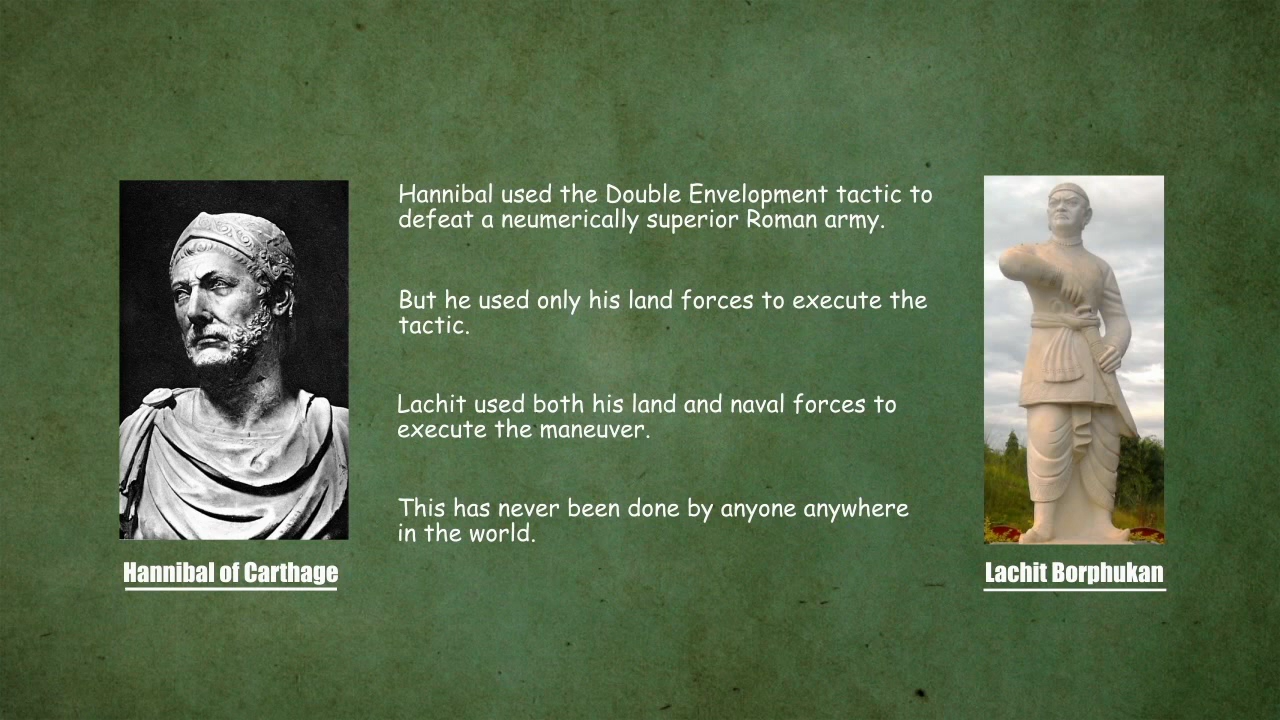 Hannibal used the Double Envelopment tactic to
defeat a neumerically superior Roman army.
But he used only his land forces to execute the
tactic.
Lachit used both his land and naval forces to
execute the maneuver.
This has never been done by anyone anywhere
in the world.
Hannibal of Carthage
Lachit Borphukan